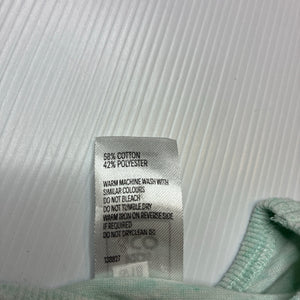 58% COTTON
42% POLYESTER
WARM MACHINE WASH WITH
SIMILAR COLOURS
DO NOT BLEACH
DO NOT TUMBLE DRY
WARM IRON ON REVERSE SIDE
IF REQUIRED
DO NOT DRYCLEAN